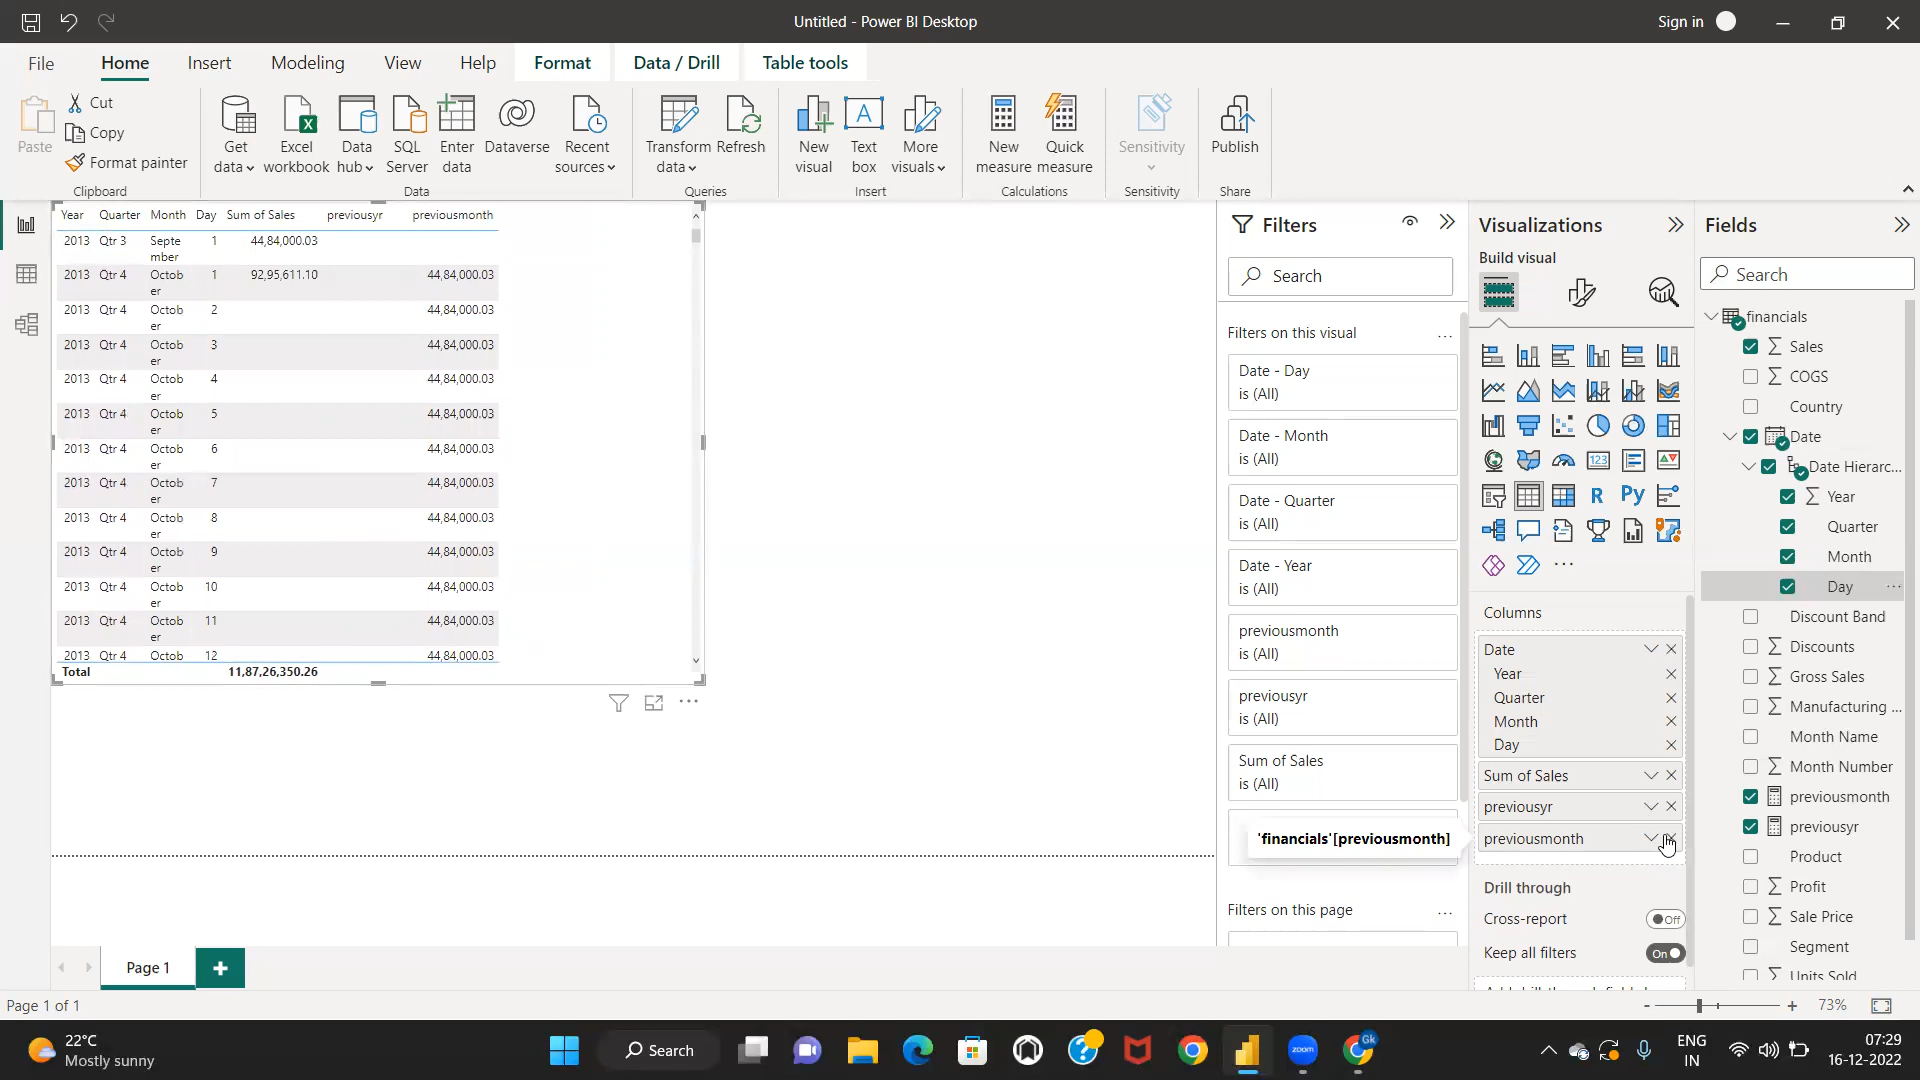 Untitled - Power BI Desktop
Sign in
File Home Insert Modeling View Help Format Data / Drill Table tools
Paste
Cut
Copy
Format painter
Clipboard
Get data
Excel workbook
Data hub
SQL Server
Enter data
Dataverse
Recent sources
Data
Transform data
Refresh
Queries
New visual
Text box
More visuals
Insert
New measure
Quick measure
Calculations
Sensitivity
Sensitivity
Publish
Share
Year Quarter Month Day Sum of Sales previousyr previousmonth
2013 Qtr 3 September 1 44,84,000.03
2013 Qtr 4 October 1 92,95,611.10 44,84,000.03
2013 Qtr 4 October 2 44,84,000.03
2013 Qtr 4 October 3 44,84,000.03
2013 Qtr 4 October 4 44,84,000.03
2013 Qtr 4 October 5 44,84,000.03
2013 Qtr 4 October 6 44,84,000.03
2013 Qtr 4 October 7 44,84,000.03
2013 Qtr 4 October 8 44,84,000.03
2013 Qtr 4 October 9 44,84,000.03
2013 Qtr 4 October 10 44,84,000.03
2013 Qtr 4 October 11 44,84,000.03
2013 Qtr 4 Octob 12 44,84,000.03
Total 11,87,26,350.26
Filters
Search
Filters on this visual
Date - Day
is (All)
Date - Month
is (All)
Date - Quarter
is (All)
Date - Year
is (All)
previousmonth
is (All)
previousyr
is (All)
Sum of Sales
is (All)
'financials'[previousmonth]
Filters on this page
Visualizations
Build visual
123
R
Py
Columns
Date
Year
Quarter
Month
Day
Sum of Sales
previousyr
previousmonth
Drill through
Cross-report Off
Keep all filters On
Fields
Search
financials
Sales
COGS
Country
Date
Date Hierarc...
Year
Quarter
Month
Day
Discount Band
Discounts
Gross Sales
Manufacturing ...
Month Name
Month Number
previousmonth
previousyr
Product
Profit
Sale Price
Segment
Units Sold
Page 1
Page 1 of 1
- + 73%
22°C
Mostly sunny
Search
zoom
Gk
ENG
IN
07:29
16-12-2022